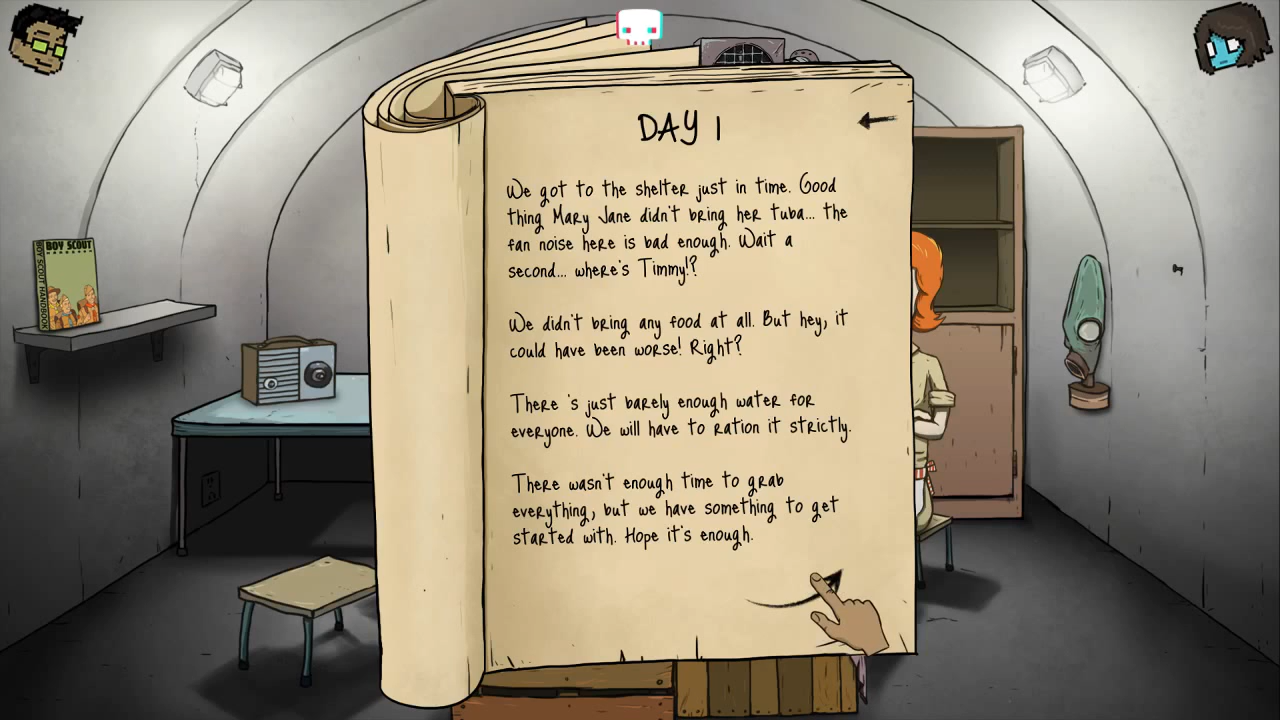 DAY 1
We got to the shelter just in time. Good
thing Mary Jane didn't bring her tuba... the
fan noise here is bad enough. Wait a
second... where's Timmy!?
We didn't bring any food at all. But hey, it
could have been worse! Right?
There 's just barely enough water for
everyone. We will have to ration it strictly.
There wasn't enough time to grab
everything, but we have something to get
started with. Hope it's enough.
BOY SCOUT
BOY SCOUT HANDBOOK